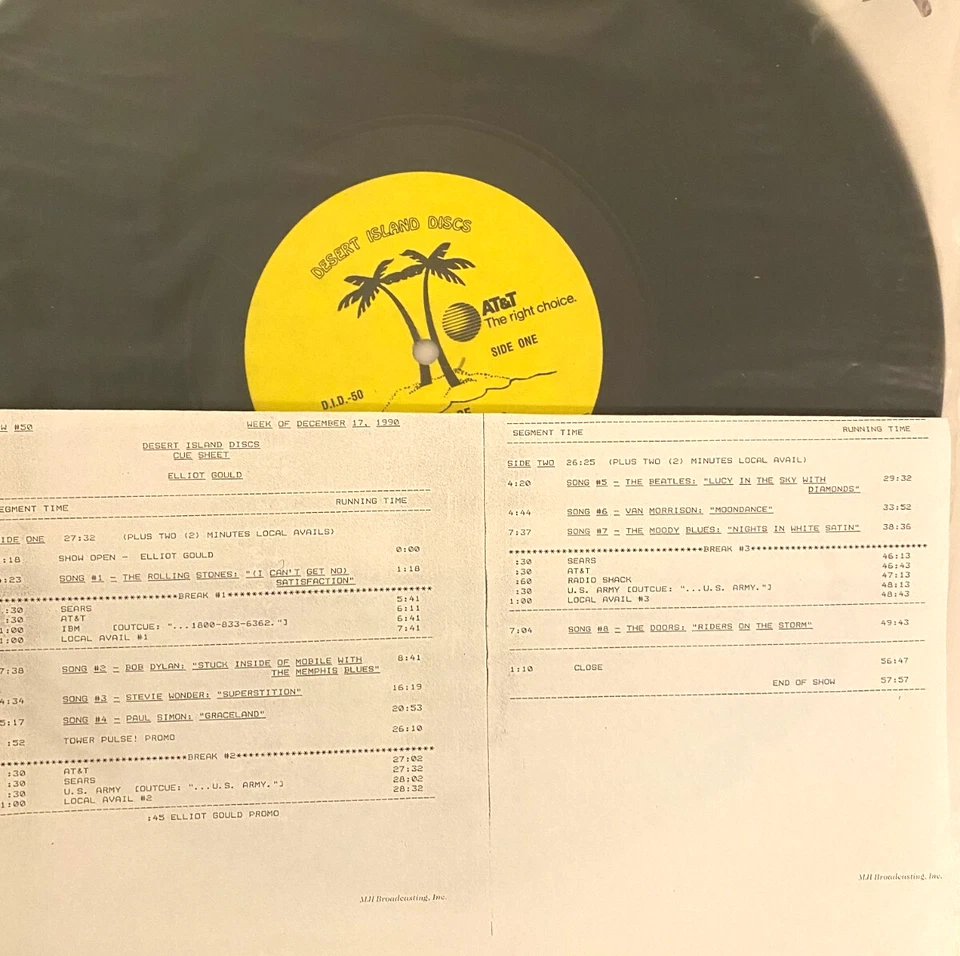 DESERT ISLAND DISCS
AT&T
The right choice.
SIDE ONE
D.I.D.-50
W #50 WEEK OF DECEMBER 17, 1990
DESERT ISLAND DISCS
CUE SHEET
ELLIOT GOULD
EGMENT TIME RUNNING TIME
IDE ONE 27:32 (PLUS TWO (2) MINUTES LOCAL AVAILS)
:18 SHOW OPEN - ELLIOT GOULD 0:00
:23 SONG #1 - THE ROLLING STONES: "(I CAN'T GET NO) 1:18
SATISFACTION"
***BREAK #1***
:30 SEARS 5:41
:30 AT&T 6:11
1:00 IBM [OUTCUE: "...1800-833-6362."] 6:41
1:00 LOCAL AVAIL #1 7:41
7:38 SONG #2 - BOB DYLAN: "STUCK INSIDE OF MOBILE WITH 8:41
THE MEMPHIS BLUES"
4:34 SONG #3 - STEVIE WONDER: "SUPERSTITION" 16:19
5:17 SONG #4 - PAUL SIMON: "GRACELAND" 20:53
:52 TOWER PULSE! PROMO 26:10
***BREAK #2***
:30 AT&T 27:02
:30 SEARS 27:32
:30 U.S. ARMY [OUTCUE: "...U.S. ARMY."] 28:02
1:00 LOCAL AVAIL #2 28:32
:45 ELLIOT GOULD PROMO
MJI Broadcasting, Inc.
SEGMENT TIME RUNNING TIME
SIDE TWO 26:25 (PLUS TWO (2) MINUTES LOCAL AVAIL)
4:20 SONG #5 - THE BEATLES: "LUCY IN THE SKY WITH 29:32
DIAMONDS"
4:44 SONG #6 - VAN MORRISON: "MOONDANCE" 33:52
7:37 SONG #7 - THE MOODY BLUES: "NIGHTS IN WHITE SATIN" 38:36
***BREAK #3***
:30 SEARS 46:13
:30 AT&T 46:43
:60 RADIO SHACK 47:13
:30 U.S. ARMY [OUTCUE: "...U.S. ARMY."] 48:13
1:00 LOCAL AVAIL #3 48:43
7:04 SONG #8 - THE DOORS: "RIDERS ON THE STORM" 49:43
1:10 CLOSE 56:47
END OF SHOW 57:57
MJI Broadcasting, Inc.